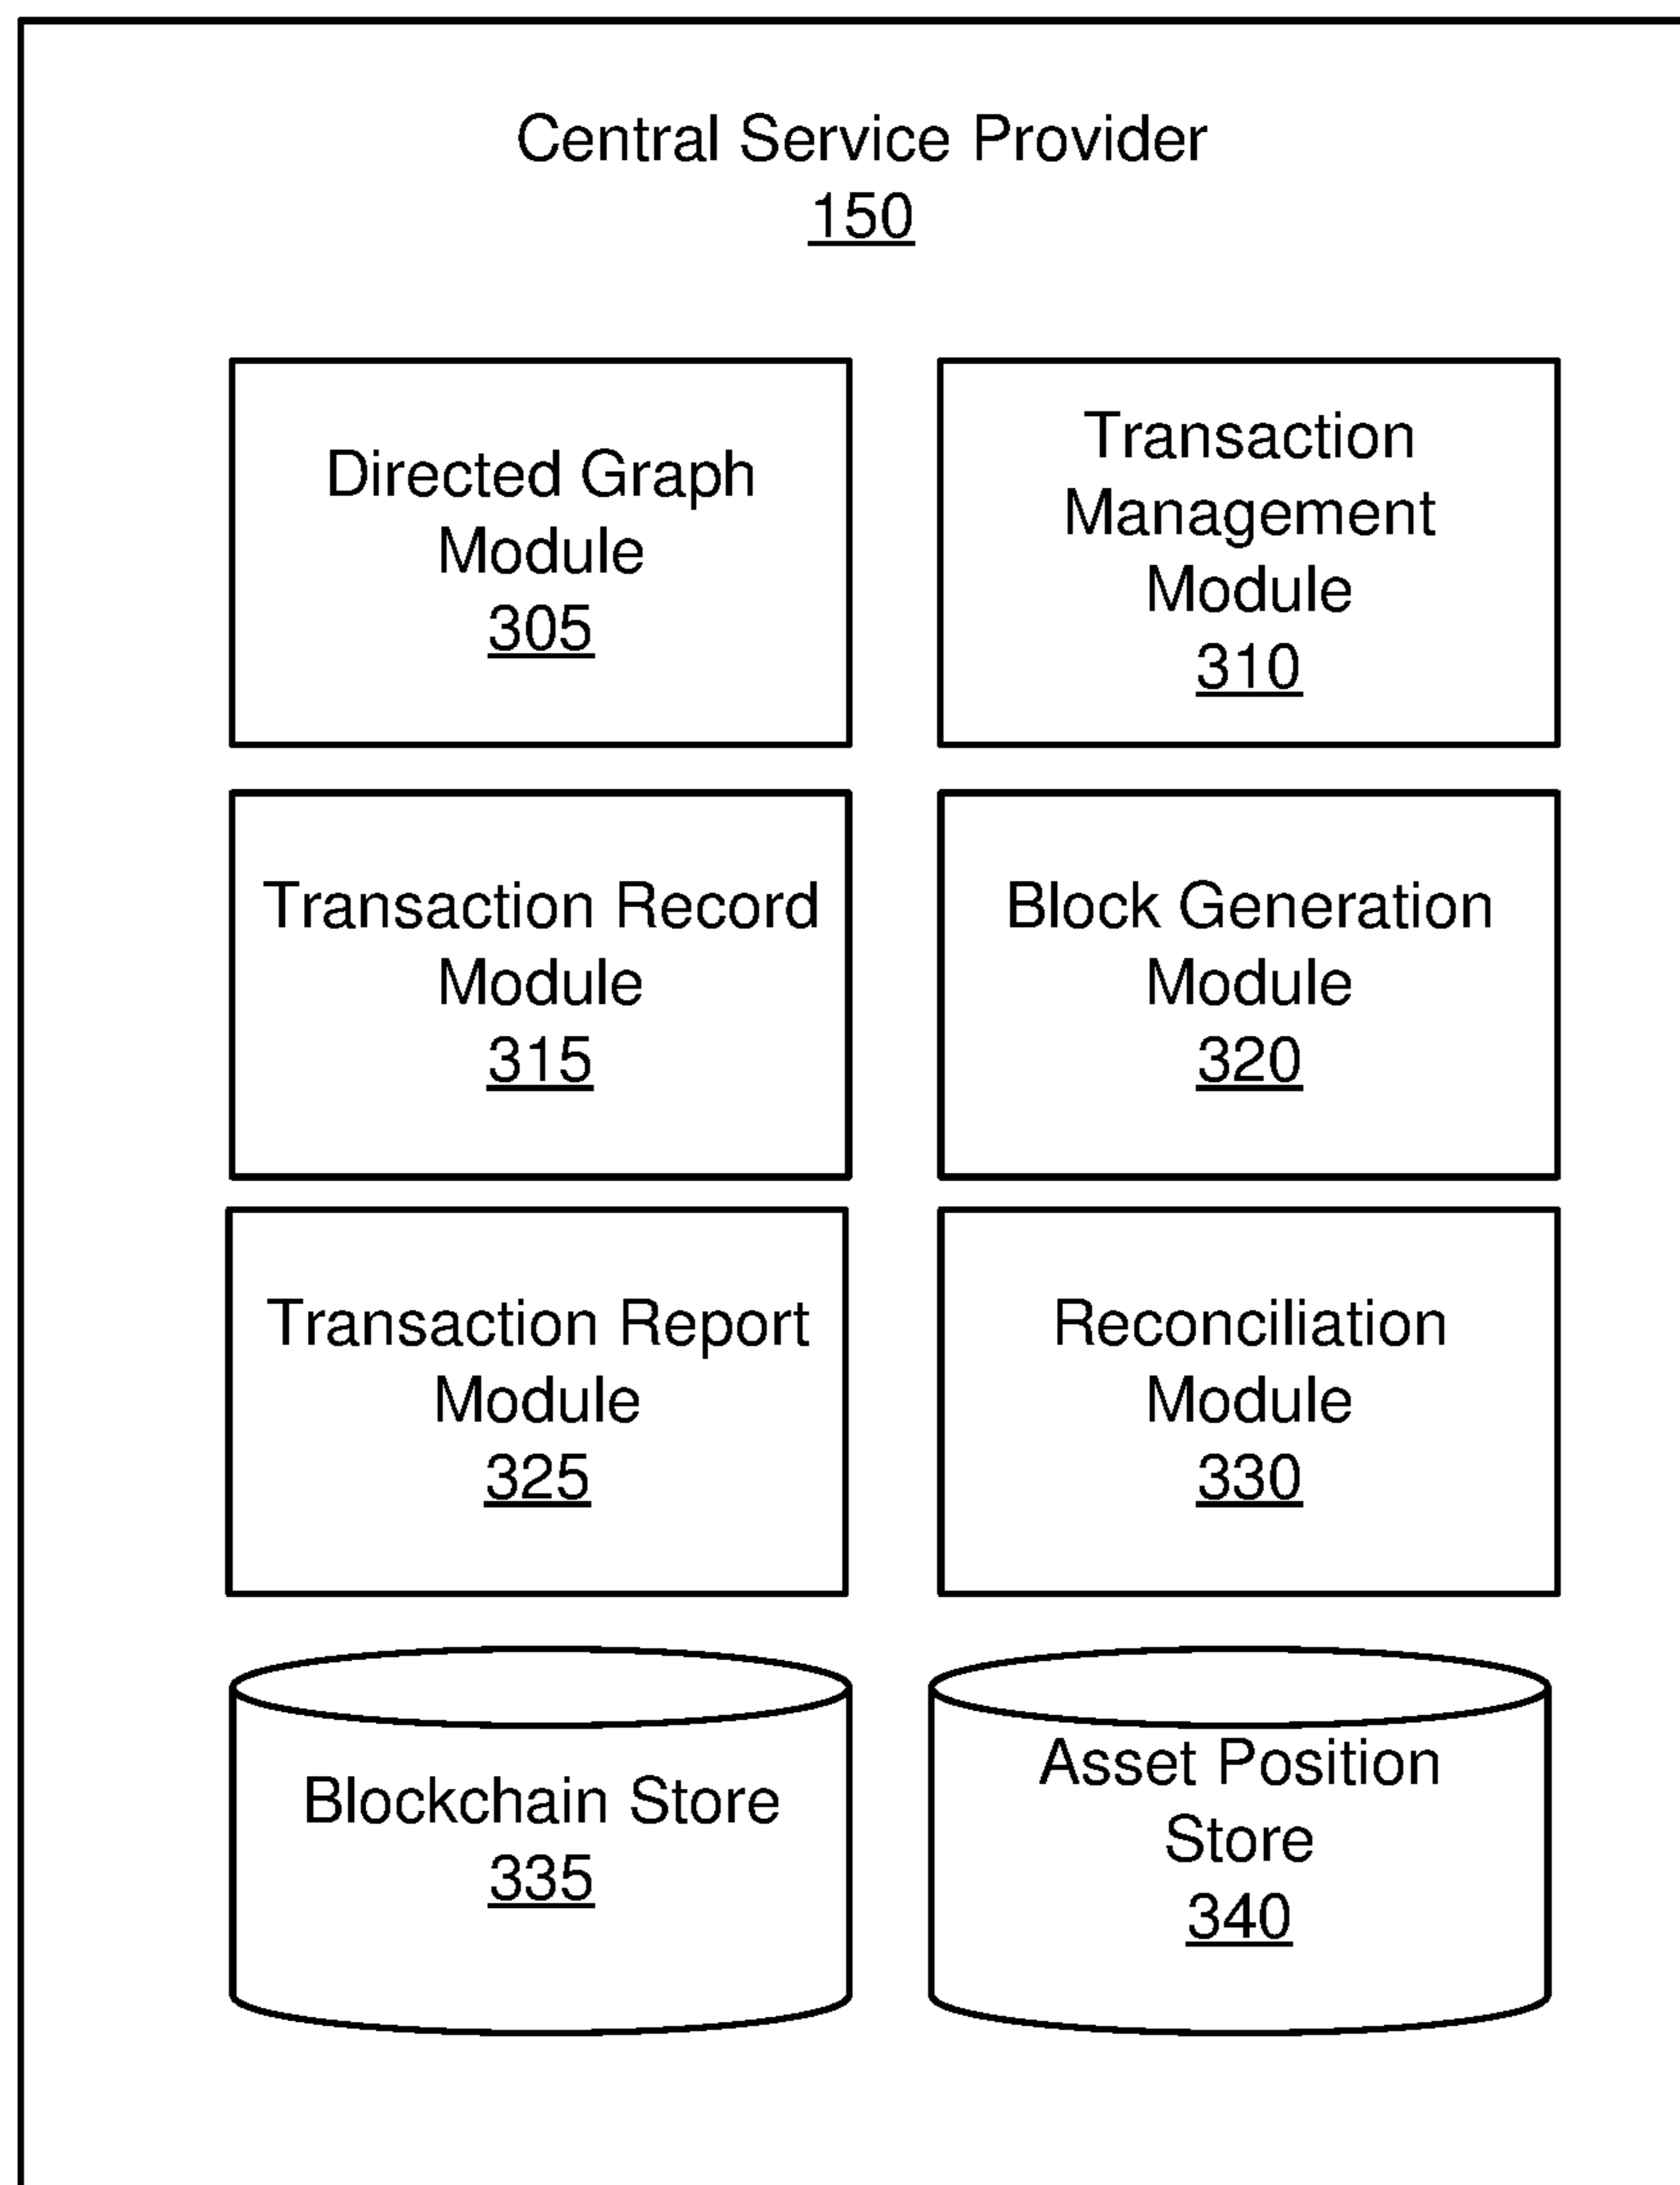 Central Service Provider
150
Directed Graph
Module
305
Transaction
Management
Module
310
Transaction Record
Module
315
Block Generation
Module
320
Transaction Report
Module
325
Reconciliation
Module
330
Blockchain Store
335
Asset Position
Store
340